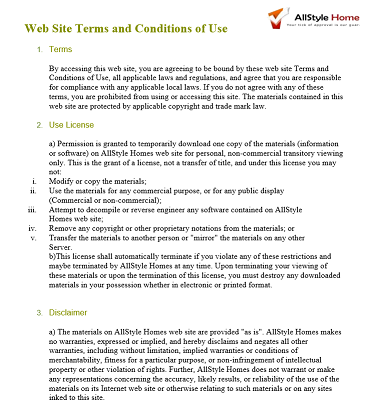 AllStyle Home
Your tick of approval is our goal.
Web Site Terms and Conditions of Use
1. Terms
By accessing this web site, you are agreeing to be bound by these web site Terms and
Conditions of Use, all applicable laws and regulations, and agree that you are responsible
for compliance with any applicable local laws. If you do not agree with any of these
terms, you are prohibited from using or accessing this site. The materials contained in this
web site are protected by applicable copyright and trade mark law.
2. Use License
a) Permission is granted to temporarily download one copy of the materials (information
or software) on AllStyle Homes web site for personal, non-commercial transitory viewing
only. This is the grant of a license, not a transfer of title, and under this license you may
not:
i. Modify or copy the materials;
ii. Use the materials for any commercial purpose, or for any public display
(Commercial or non-commercial);
iii. Attempt to decompile or reverse engineer any software contained on AllStyle
Homes web site;
iv. Remove any copyright or other proprietary notations from the materials; or
v. Transfer the materials to another person or "mirror" the materials on any other
Server.
b)This license shall automatically terminate if you violate any of these restrictions and
maybe terminated by AllStyle Homes at any time. Upon terminating your viewing of
these materials or upon the termination of this license, you must destroy any downloaded
materials in your possession whether in electronic or printed format.
3. Disclaimer
a) The materials on AllStyle Homes web site are provided "as is". AllStyle Homes makes
no warranties, expressed or implied, and hereby disclaims and negates all other
warranties, including without limitation, implied warranties or conditions of
merchantability, fitness for a particular purpose, or non-infringement of intellectual
property or other violation of rights. Further, AllStyle Homes does not warrant or make
any representations concerning the accuracy, likely results, or reliability of the use of the
materials on its Internet web site or otherwise relating to such materials or on any sites
inked to this site.